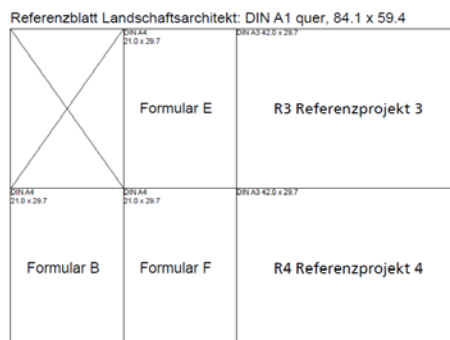 Referenzblatt Landschaftsarchitekt: DIN A1 quer, 84.1 x 59.4
DIN A4
21.0 x 29.7
DIN A3 42.0 x 29.7
Formular E
R3 Referenzprojekt 3
DIN A4
21.0 x 29.7
DIN A4
21.0 x 29.7
DIN A3 42.0 x 29.7
Formular B
Formular F
R4 Referenzprojekt 4